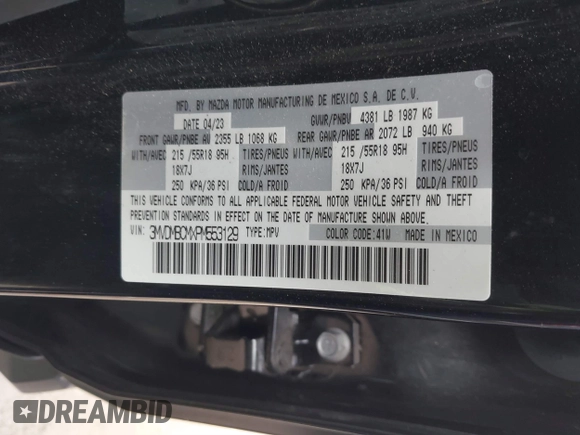 MFD. BY MAZDA MOTOR MANUFACTURING DE MEXICO S.A. DE C.V.
DATE 04/23 GVWR/PNBV 4381 LB 1987 KG
FRONT GAWR/PNBE AV 2355 LB 1068 KG REAR GAWR/PNBE AR 2072 LB 940 KG
WITH/AVEC 215 /55R18 95H TIRES/PNEUS WITH/AVEC 215 /55R18 95H TIRES/PNEUS
18X7J RIMS/JANTES 18X7J RIMS/JANTES
250 KPA/36 PSI COLD/A FROID 250 KPA/36 PSI COLD/A FROID
THIS VEHICLE CONFORMS TO ALL APPLICABLE FEDERAL MOTOR VEHICLE SAFETY AND THEFT
PREVENTION STANDARDS IN EFFECT ON THE DATE OF MANUFACTURE SHOWN ABOVE.
VIN: TYPE: MPV COLOR CODE: 41W MADE IN MEXICO
DREAMBID